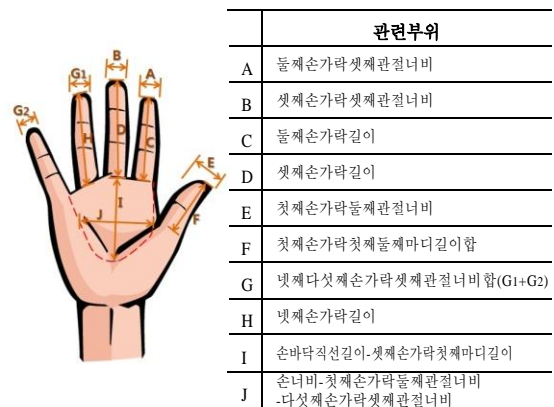 B
G1
A
G2
H
D
C
E
I
J
F
관련부위
A 둘째손가락셋째관절너비
B 셋째손가락셋째관절너비
C 둘째손가락길이
D 셋째손가락길이
E 첫째손가락둘째관절너비
F 첫째손가락첫째둘째마디길이합
G 넷째다섯째손가락셋째관절너비합(G1+G2)
H 넷째손가락길이
I 손바닥직선길이-셋째손가락첫째마디길이
J 손너비-첫째손가락둘째관절너비
-다섯째손가락셋째관절너비